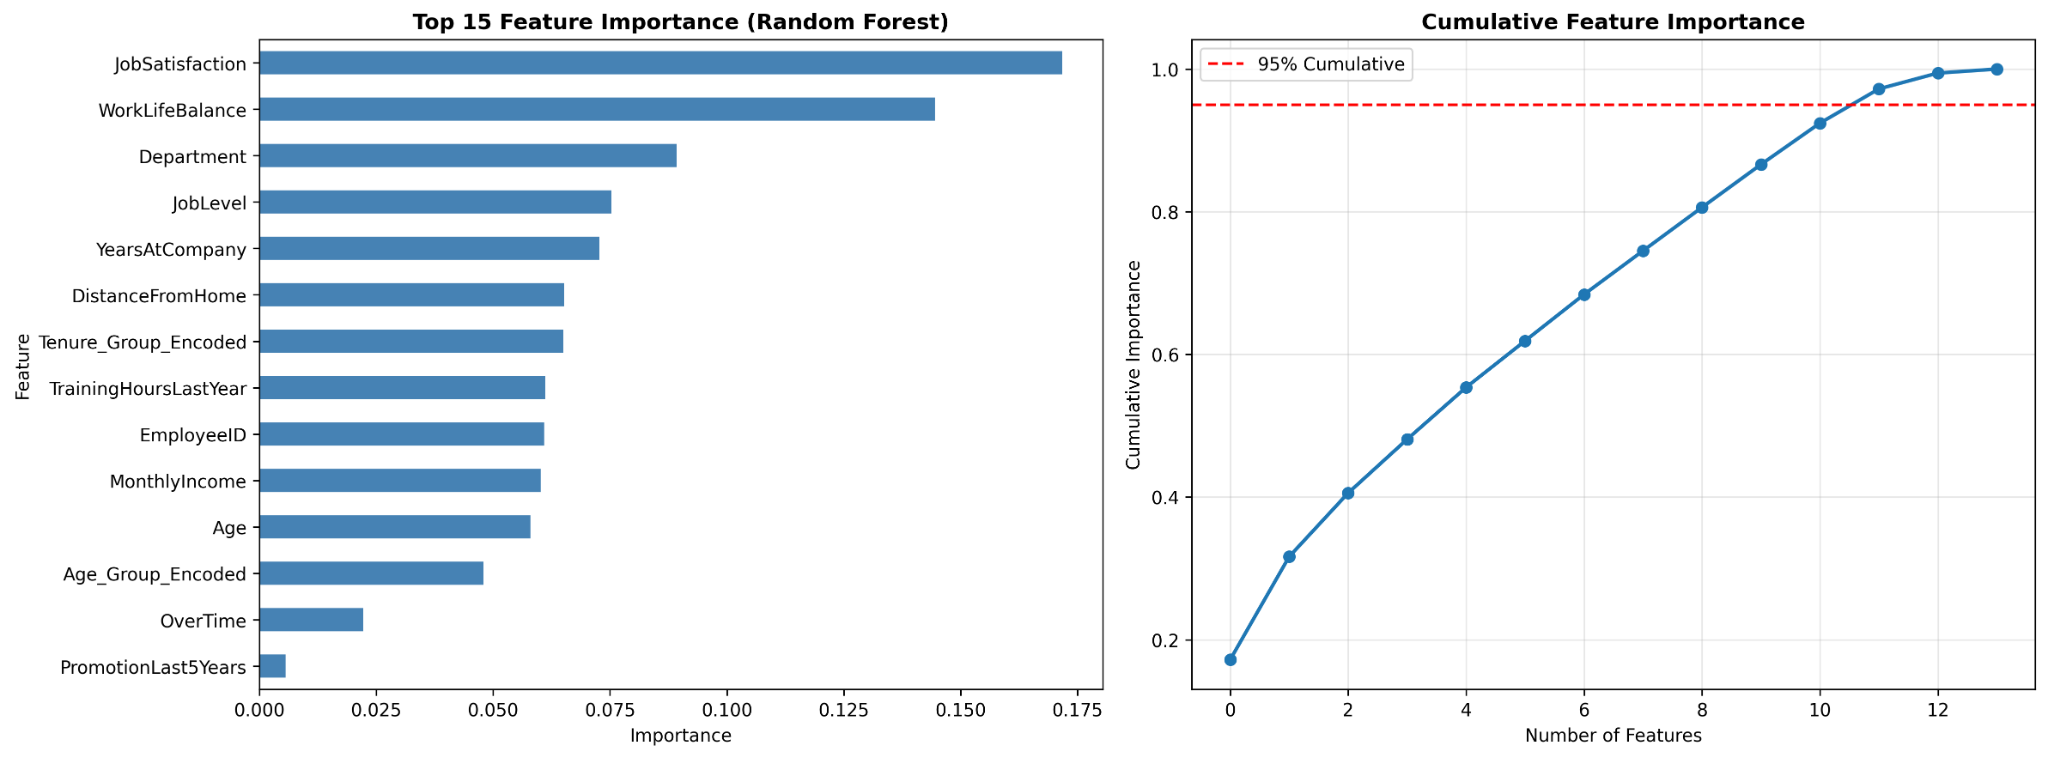 Top 15 Feature Importance (Random Forest)
JobSatisfaction
WorkLifeBalance
Department
JobLevel
YearsAtCompany
DistanceFromHome
Tenure_Group_Encoded
TrainingHoursLastYear
EmployeeID
MonthlyIncome
Age
Age_Group_Encoded
OverTime
PromotionLast5Years
Feature
0.000 0.025 0.050 0.075 0.100 0.125 0.150 0.175
Importance
Cumulative Feature Importance
95% Cumulative
1.0
0.8
0.6
0.4
0.2
Cumulative Importance
0 2 4 6 8 10 12
Number of Features